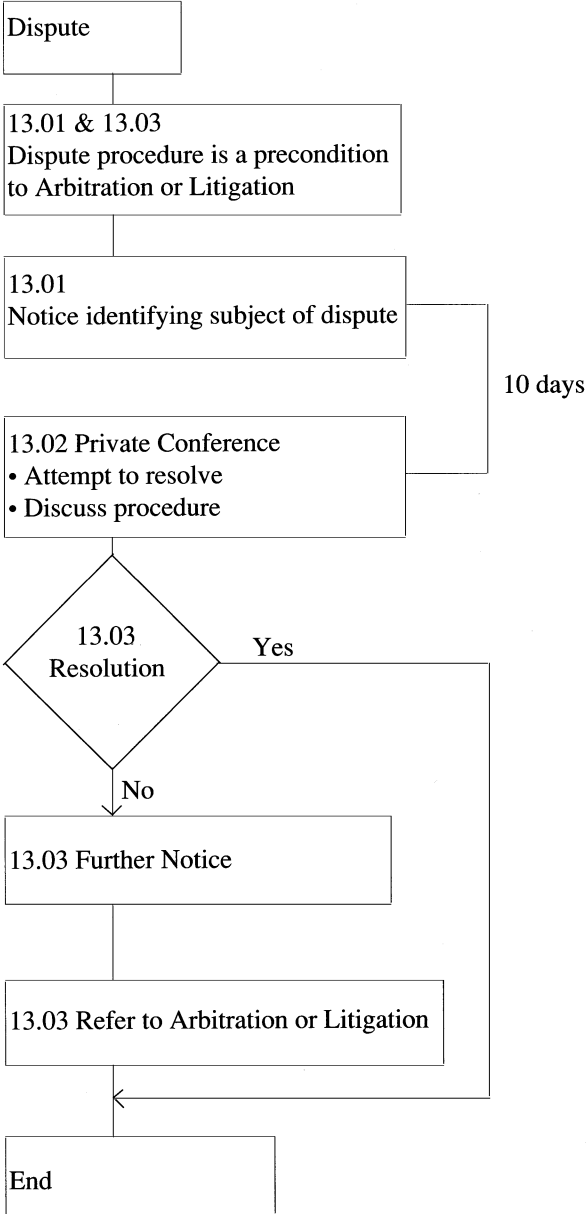 Dispute
13.01 & 13.03
Dispute procedure is a precondition
to Arbitration or Litigation
13.01
Notice identifying subject of dispute
10 days
13.02 Private Conference
• Attempt to resolve
• Discuss procedure
13.03
Resolution
Yes
No
13.03 Further Notice
13.03 Refer to Arbitration or Litigation
End